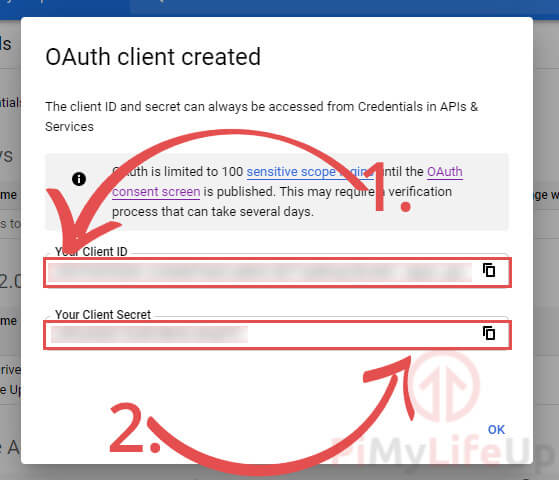 OAuth client created
The client ID and secret can always be accessed from Credentials in APIs &
Services
OAuth is limited to 100 sensitive scope logins until the OAuth
consent screen is published. This may require a verification
process that can take several days.
1.
Your Client ID
Your Client Secret
2.
OK
PiMyLifeUp